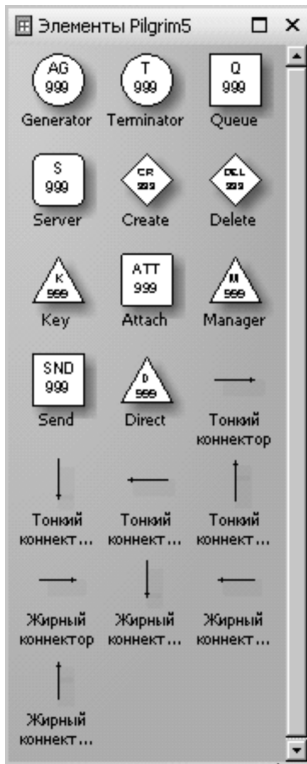 Элементы Pilgrim5
AG
999
Generator
T
999
Terminator
Q
999
Queue
S
999
Server
CR
999
Create
DEL
999
Delete
K
999
Key
ATT
999
Attach
M
999
Manager
SND
999
Send
D
999
Direct
Тонкий
коннектор
Тонкий
коннект...
Тонкий
коннект...
Тонкий
коннект...
Жирный
коннектор
Жирный
коннект...
Жирный
коннект...
Жирный
коннект...